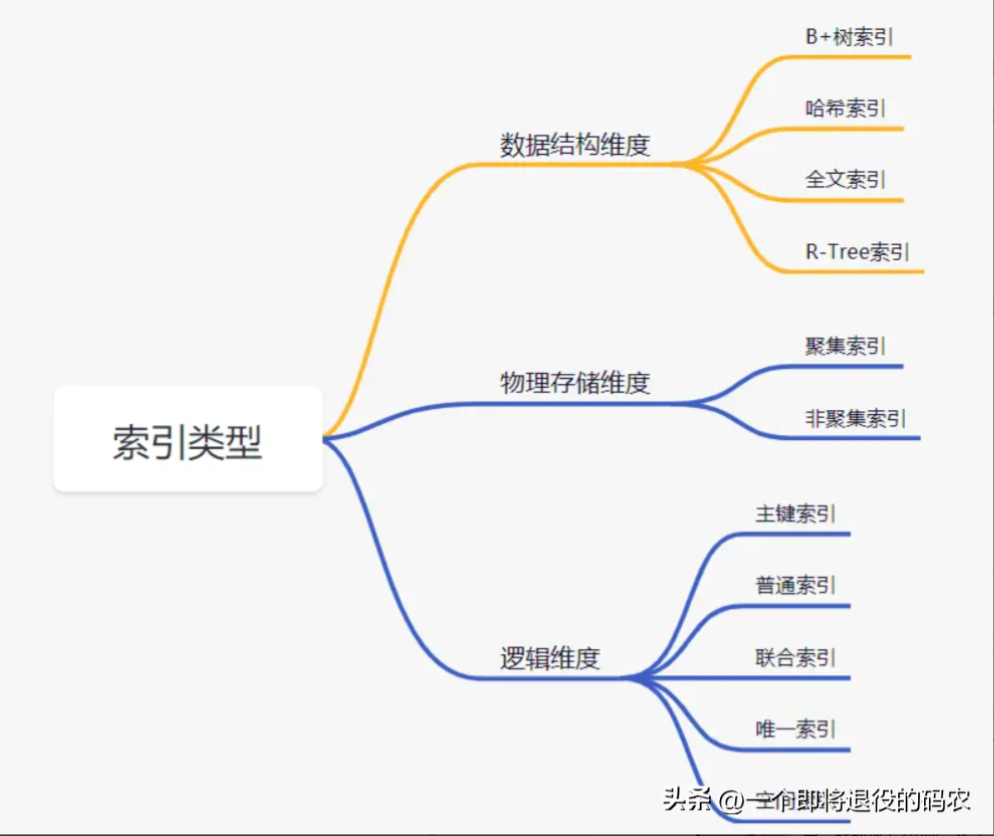 索引类型
数据结构维度
B+树索引
哈希索引
全文索引
R-Tree索引
物理存储维度
聚集索引
非聚集索引
逻辑维度
主键索引
普通索引
联合索引
唯一索引
头条 @一个即将退役的码农